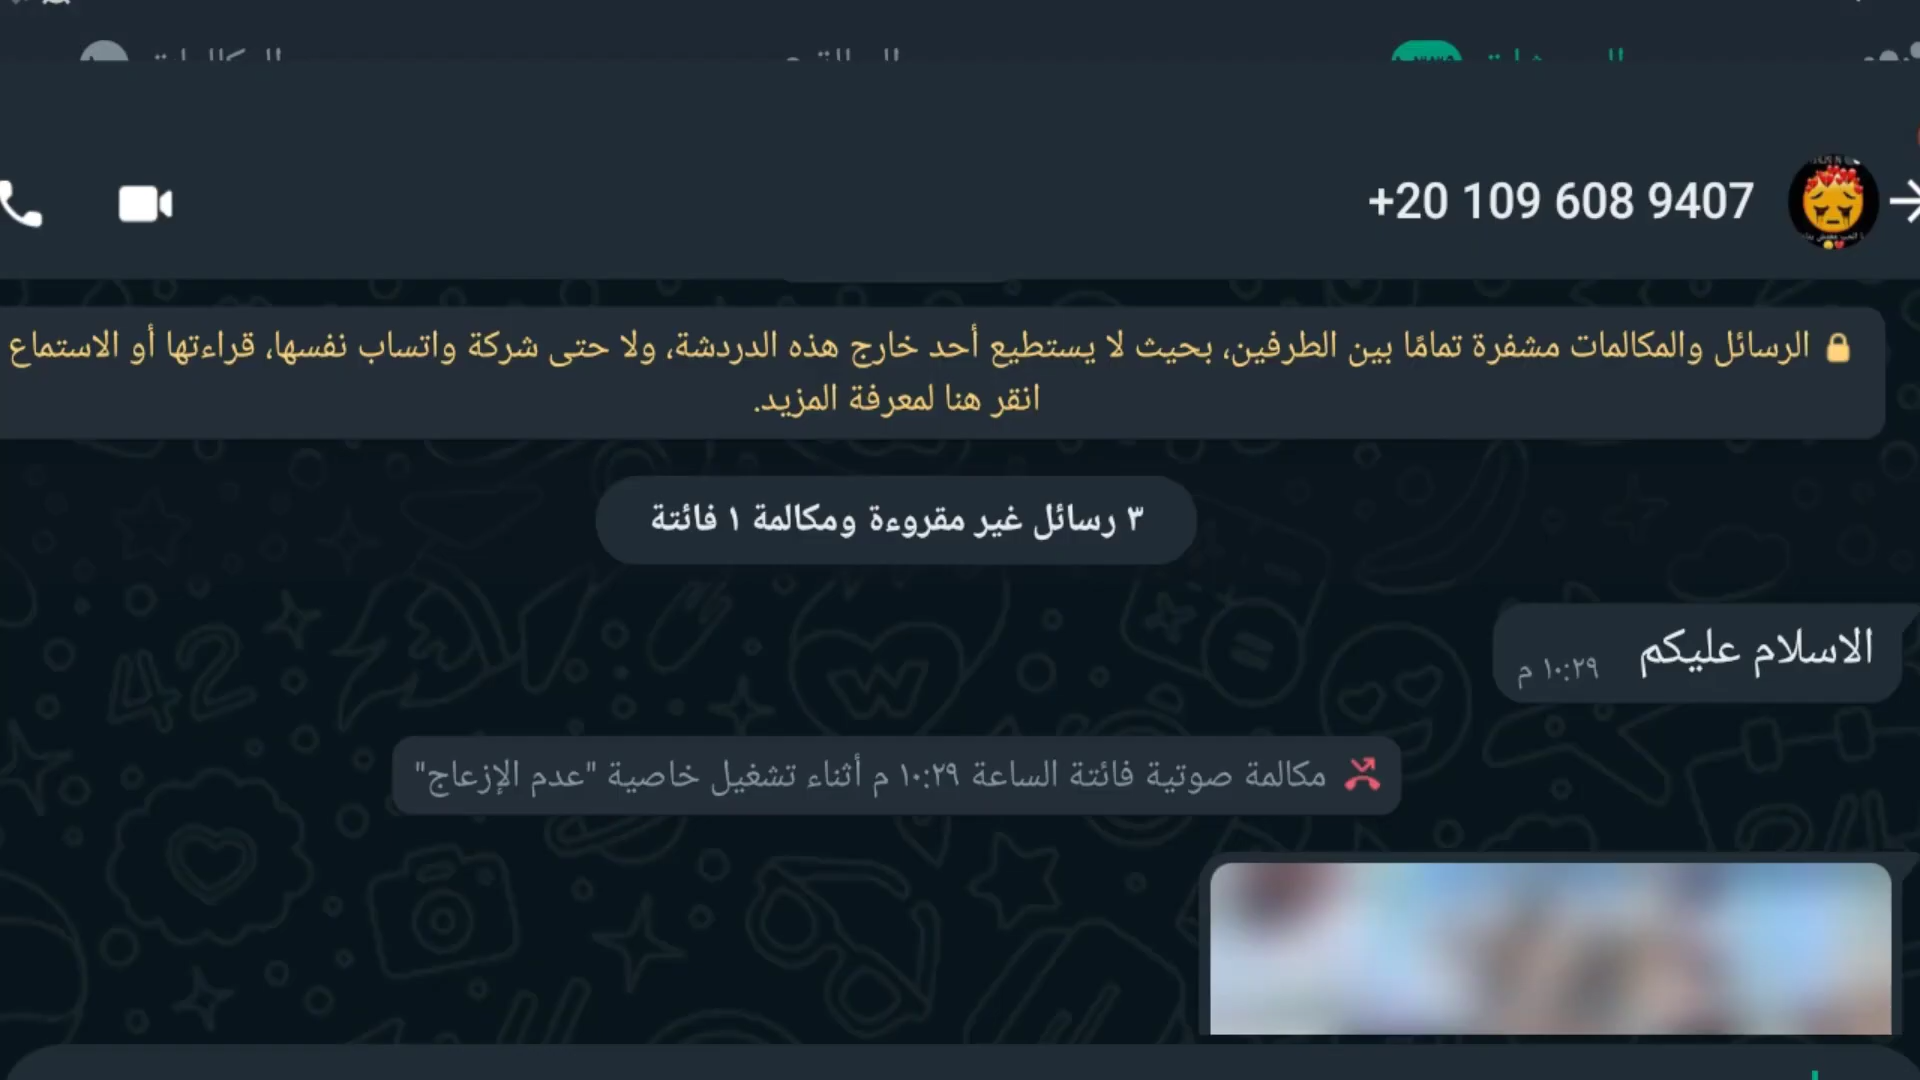 +20 109 608 9407
الرسائل والمكالمات مشفرة تمامًا بين الطرفين، بحيث لا يستطيع أحد خارج هذه الدردشة، ولا حتى شركة واتساب نفسها، قراءتها أو الاستماع
انقر هنا لمعرفة المزيد.
٣ رسائل غير مقروءة ومكالمة ١ فائتة
الاسلام عليكم
١٠:٢٩ م
مكالمة صوتية فائتة الساعة ١٠:٢٩ م أثناء تشغيل خاصية "عدم الإزعاج"